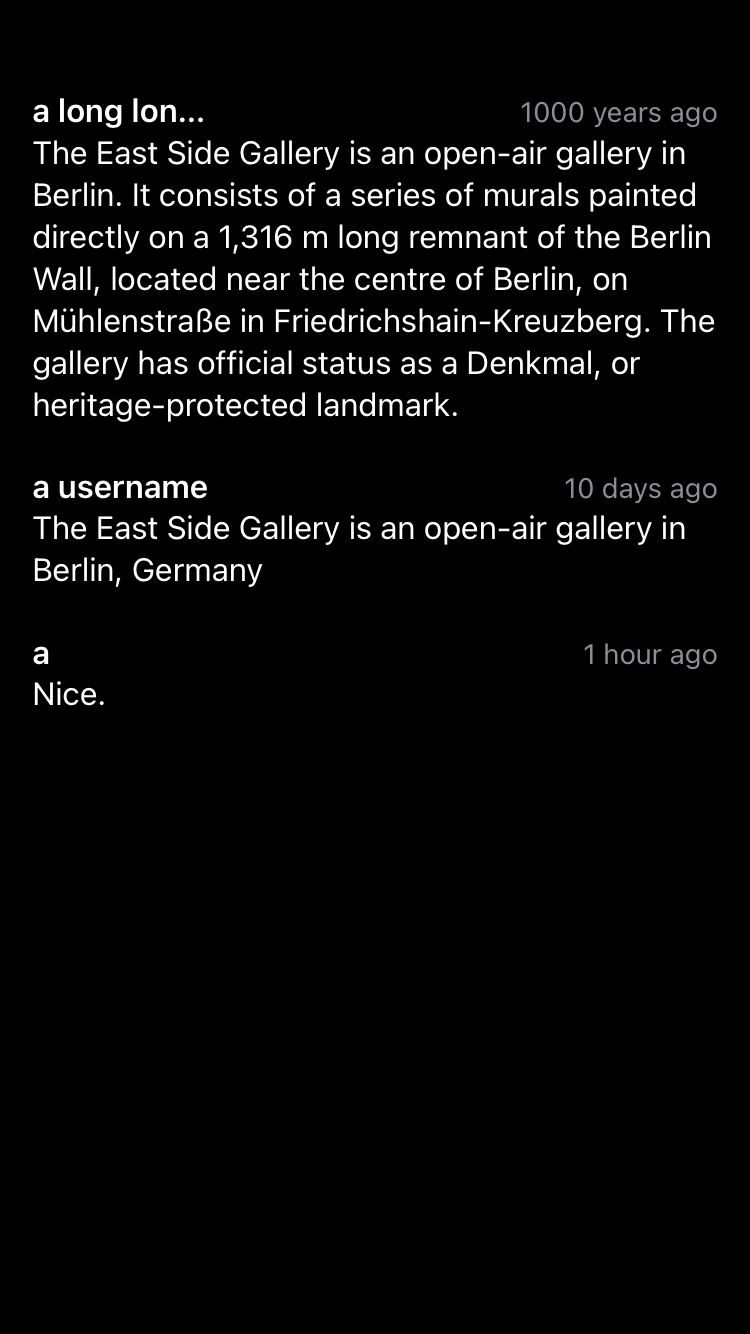 a long lon... 1000 years ago
The East Side Gallery is an open-air gallery in
Berlin. It consists of a series of murals painted
directly on a 1,316 m long remnant of the Berlin
Wall, located near the centre of Berlin, on
Mühlenstraße in Friedrichshain-Kreuzberg. The
gallery has official status as a Denkmal, or
heritage-protected landmark.
a username 10 days ago
The East Side Gallery is an open-air gallery in
Berlin, Germany
a 1 hour ago
Nice.